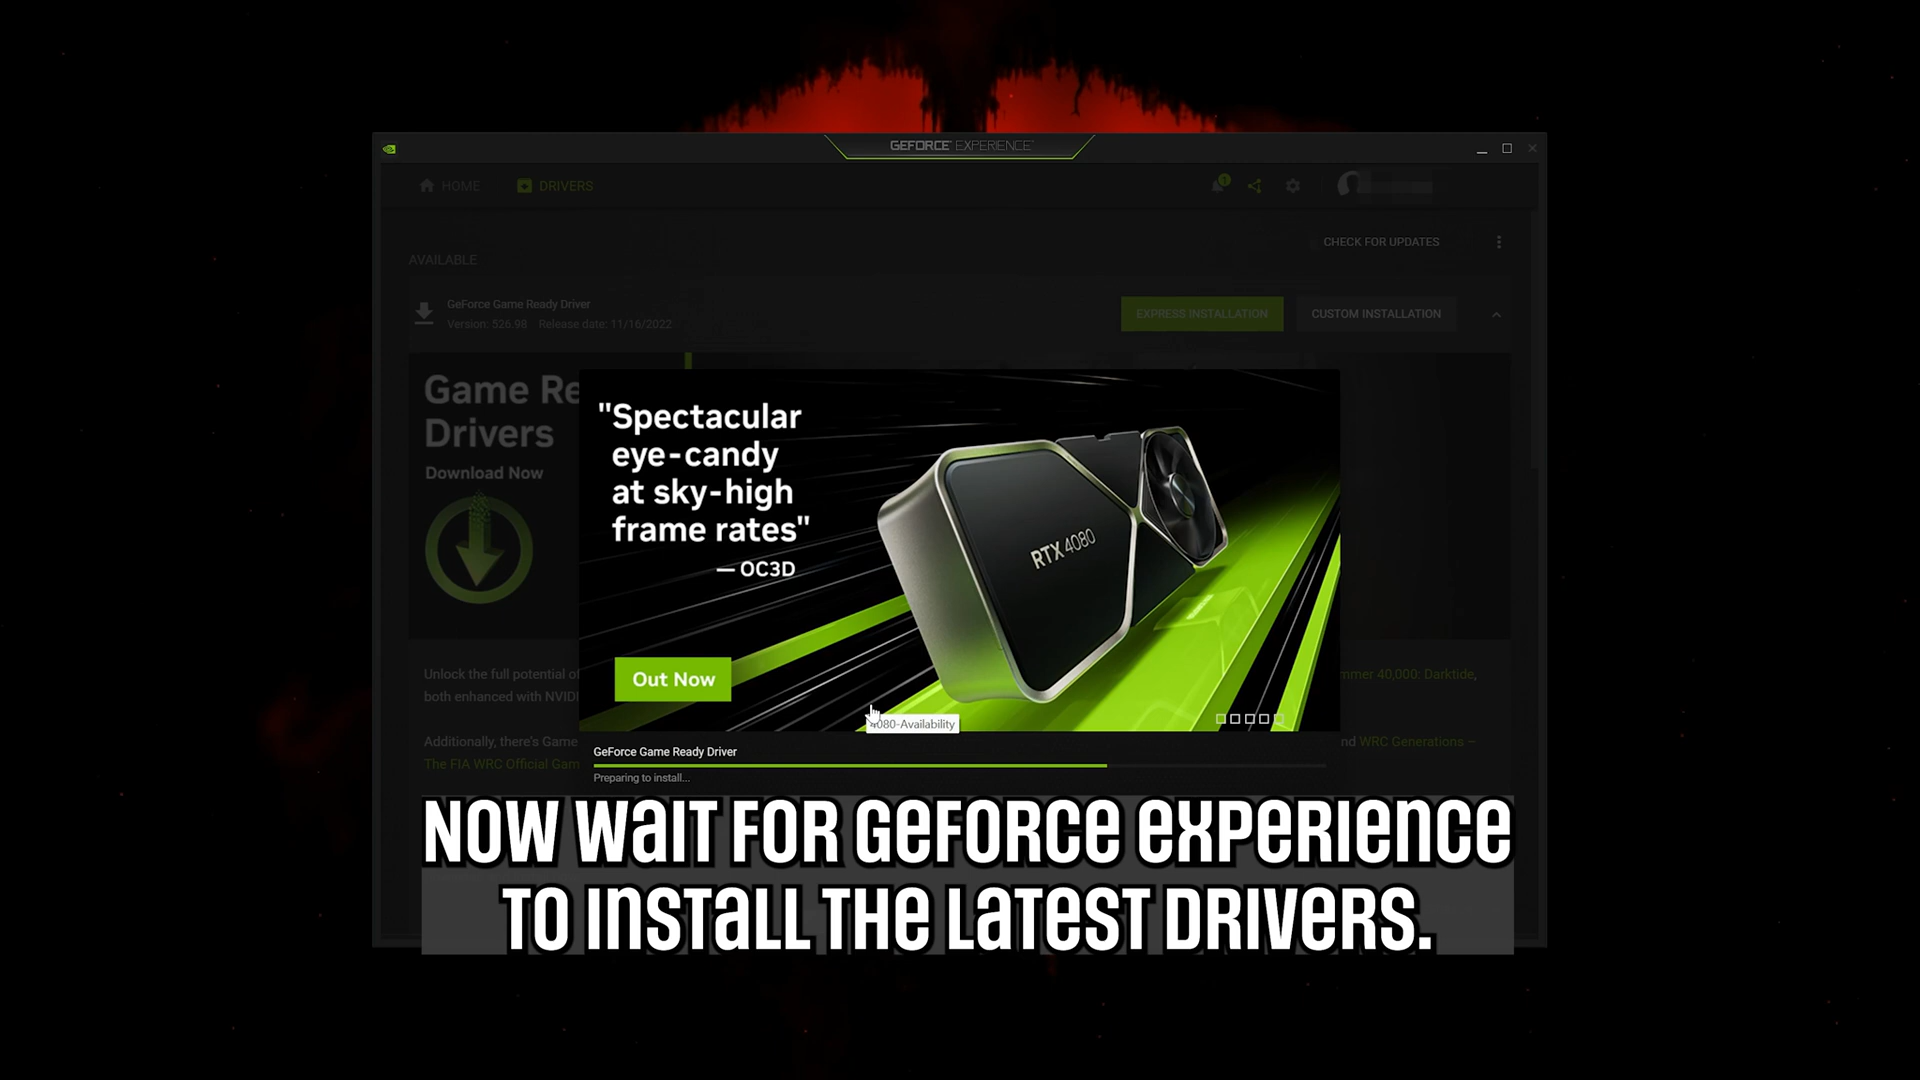 GEFORCE EXPERIENCE
HOME
DRIVERS
1
CHECK FOR UPDATES
AVAILABLE
GeForce Game Ready Driver
Version: 526.98 Release date: 11/16/2022
EXPRESS INSTALLATION
CUSTOM INSTALLATION
Game Re
Drivers
Download Now
"Spectacular
eye-candy
at sky-high
frame rates"
— OC3D
RTX 4080
Out Now
4080-Availability
Unlock the full potential of
mmer 40,000: Darktide,
both enhanced with NVIDI
Additionally, there's Game
nd WRC Generations –
The FIA WRC Official Gam
GeForce Game Ready Driver
Preparing to install...
Now wait for GeForce Experience
to install the latest drivers.